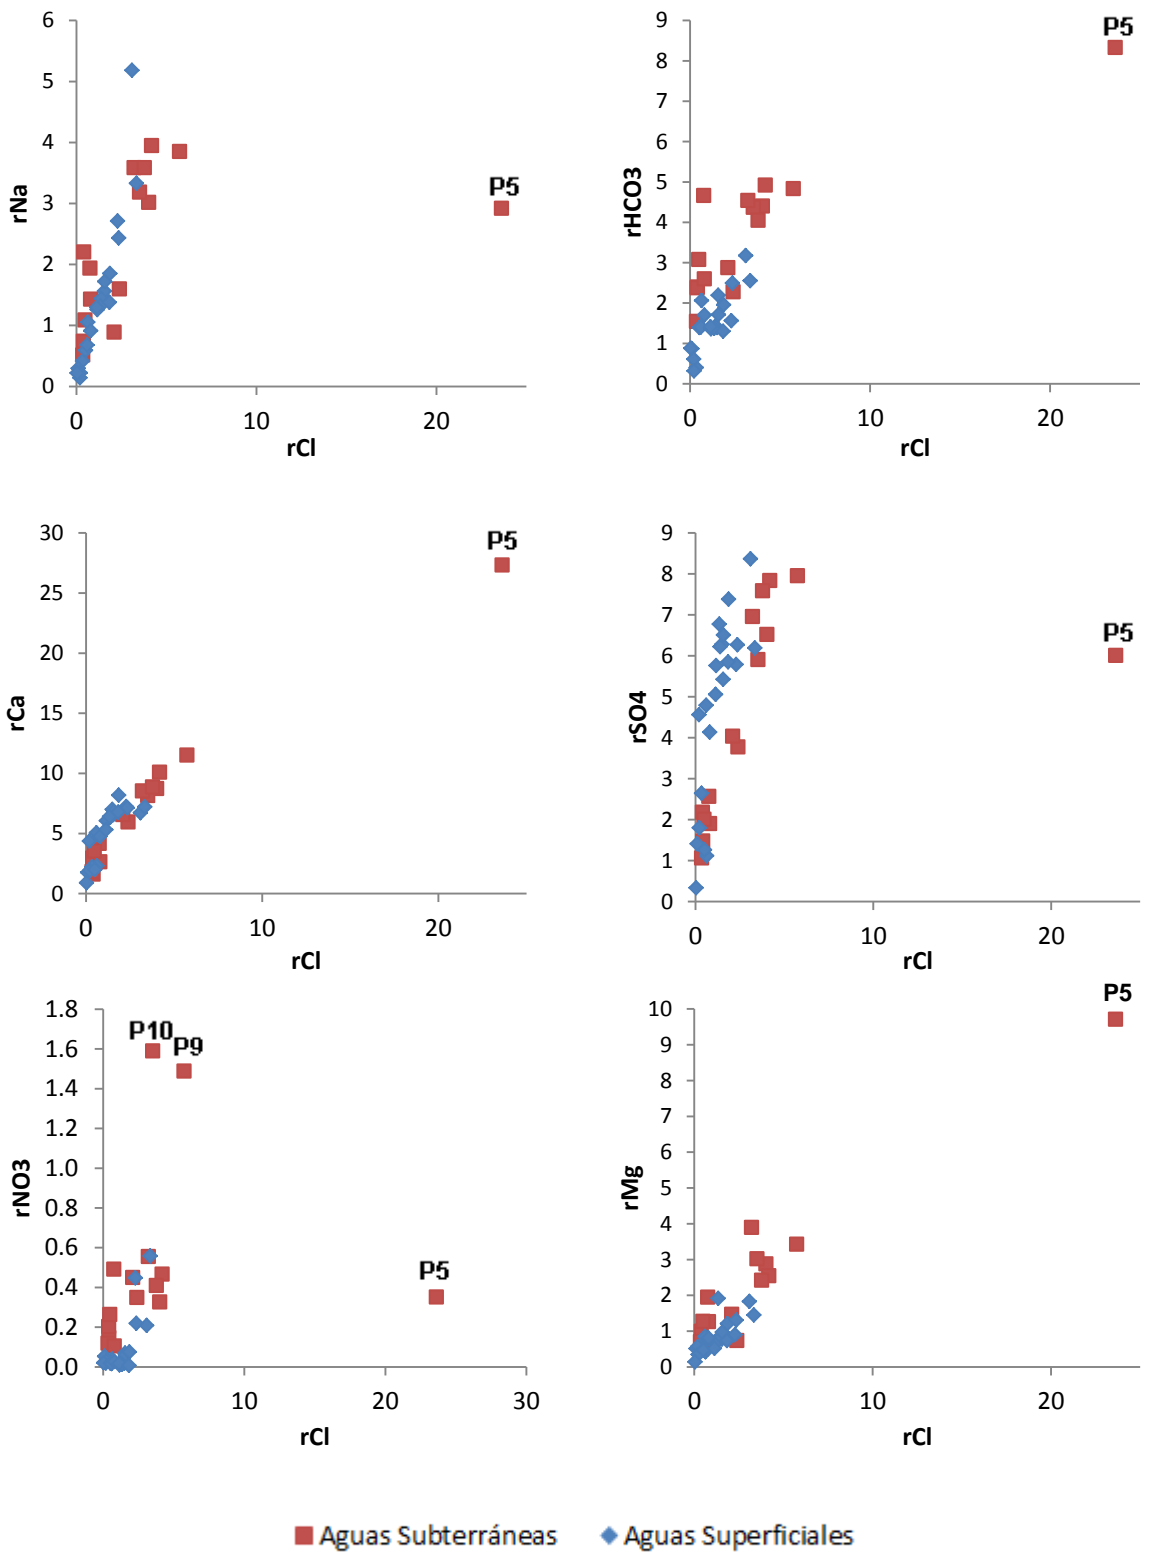 6
5
4
3
2
1
0
rNa
P5
0 10 20
rCl
9
8
7
6
5
4
3
2
1
0
rHCO3
P5
0 10 20
rCl
30
25
20
15
10
5
0
rCa
P5
0 10 20
rCl
9
8
7
6
5
4
3
2
1
0
rSO4
P5
0 10 20
rCl
1.8
1.6
1.4
1.2
1.0
0.8
0.6
0.4
0.2
0.0
rNO3
P10
P9
P5
0 10 20 30
rCl
10
9
8
7
6
5
4
3
2
1
0
rMg
P5
0 10 20
rCl
Aguas Subterráneas Aguas Superficiales